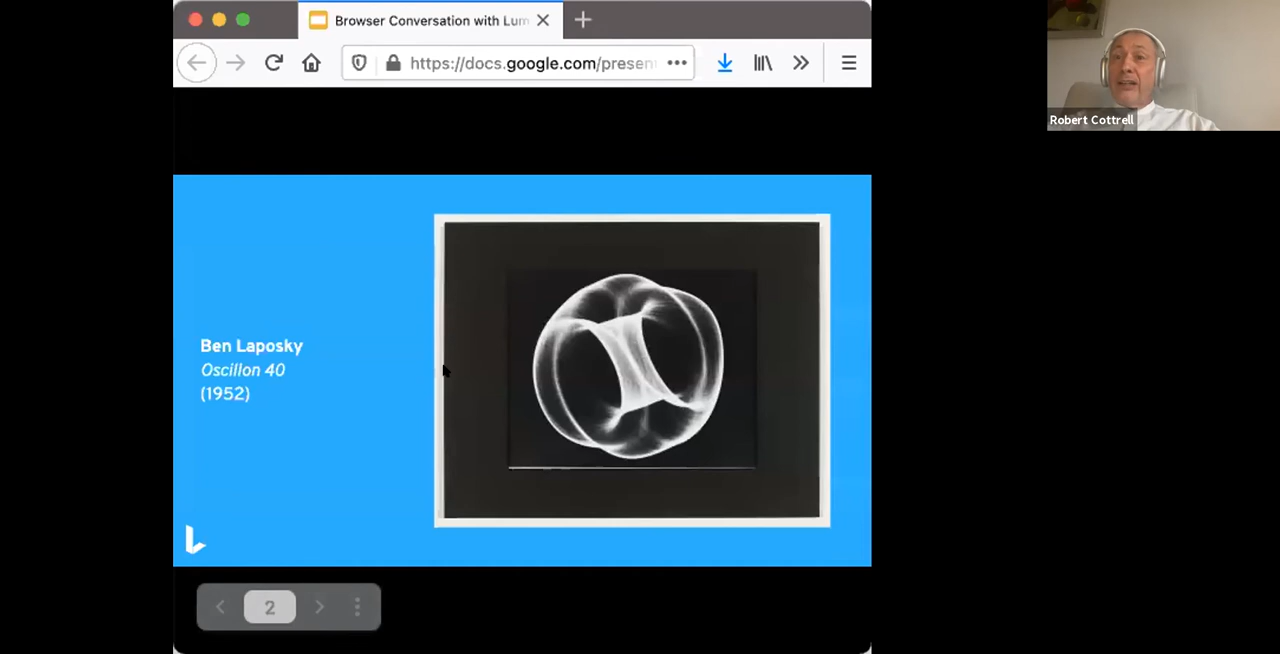 Browser Conversation with Lum
https://docs.google.com/presen
Robert Cottrell
Ben Laposky
Oscillon 40
(1952)
2